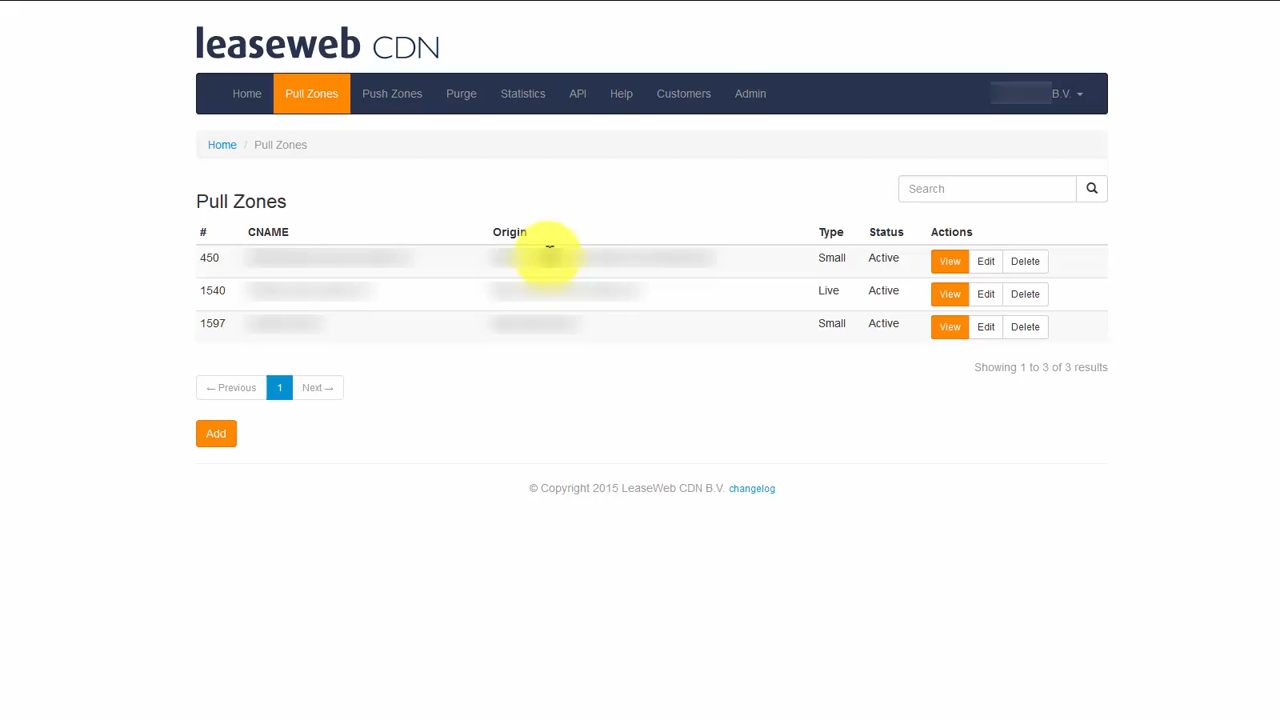 leaseweb CDN
Home Pull Zones Push Zones Purge Statistics API Help Customers Admin B.V.
Home / Pull Zones
Search
Pull Zones
# CNAME Origin Type Status Actions
450 Small Active View Edit Delete
1540 Live Active View Edit Delete
1597 Small Active View Edit Delete
Showing 1 to 3 of 3 results
← Previous 1 Next →
Add
© Copyright 2015 LeaseWeb CDN B.V. changelog